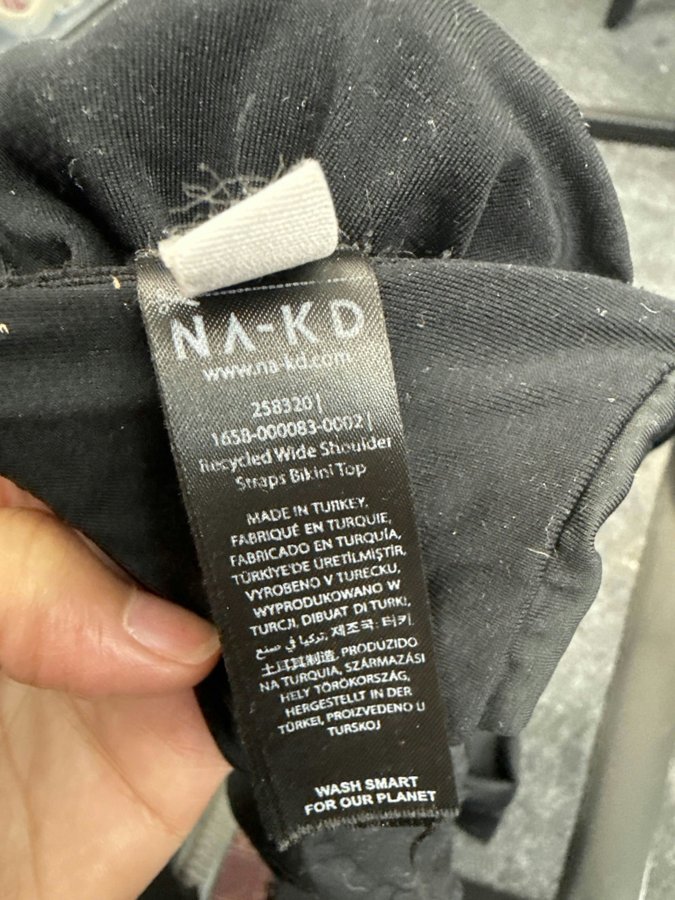 NA-KD
www.na-kd.com
258320 |
1658-000083-0002 |
Recycled Wide Shoulder
Straps Bikini Top
MADE IN TURKEY,
FABRIQUÉ EN TURQUIE,
FABRICADO EN TURQUÍA,
TÜRKİYE'DE ÜRETİLMİŞTİR,
VYROBENO V TURECKU,
WYPRODUKOWANO W
TURCJI, DIBUAT DI TURKI,
صنع في تركيا, 제조국: 터키
土耳其制造, PRODUZIDO
NA TURQUIA, SZÁRMAZÁSI
HELY TÖRÖKORSZÁG,
HERGESTELLT IN DER
TÜRKEI, PROIZVEDENO U
TURSKOJ
WASH SMART
FOR OUR PLANET